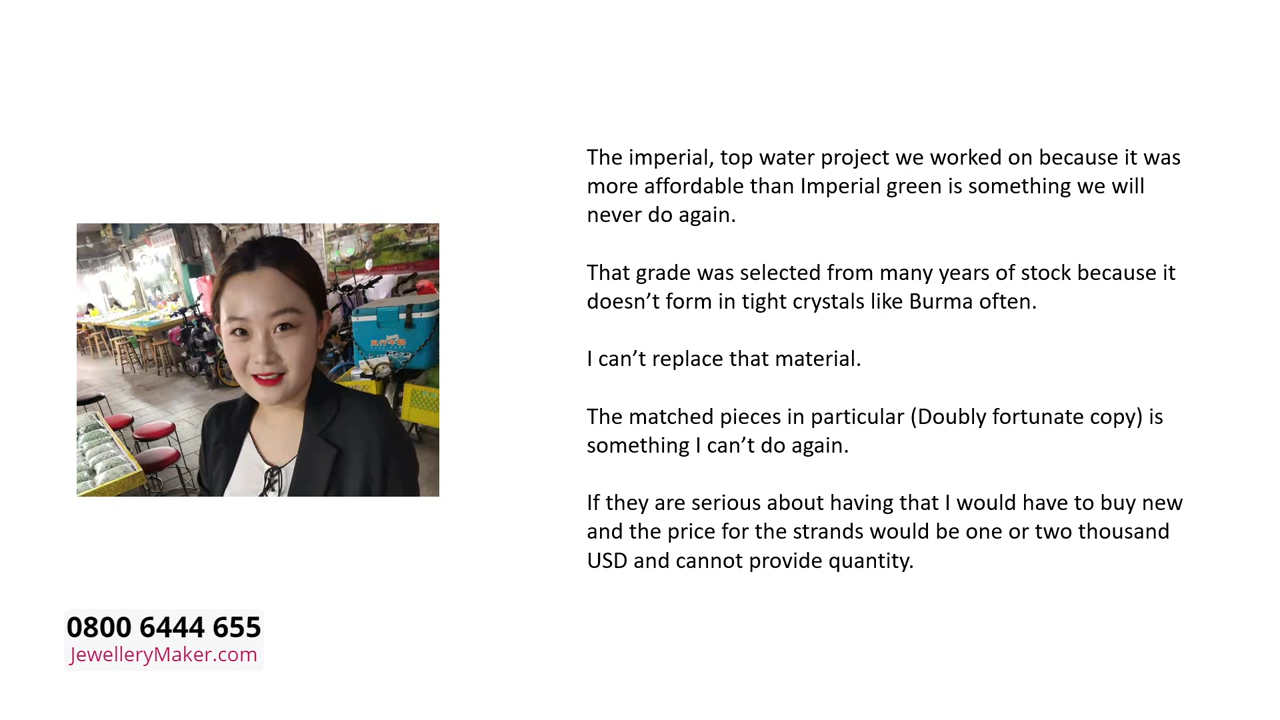 The imperial, top water project we worked on because it was
more affordable than Imperial green is something we will
never do again.
That grade was selected from many years of stock because it
doesn’t form in tight crystals like Burma often.
I can’t replace that material.
The matched pieces in particular (Doubly fortunate copy) is
something I can’t do again.
If they are serious about having that I would have to buy new
and the price for the strands would be one or two thousand
USD and cannot provide quantity.
0800 6444 655
JewelleryMaker.com